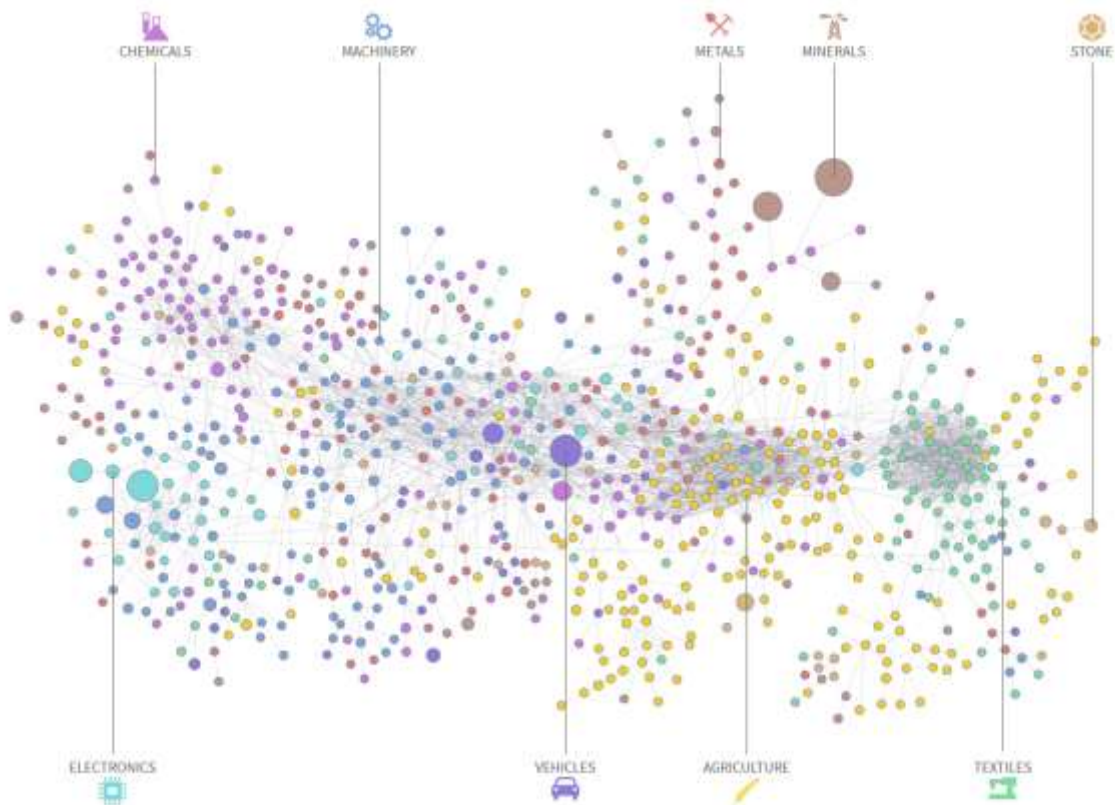 CHEMICALS
MACHINERY
METALS
MINERALS
STONE
ELECTRONICS
VEHICLES
AGRICULTURE
TEXTILES